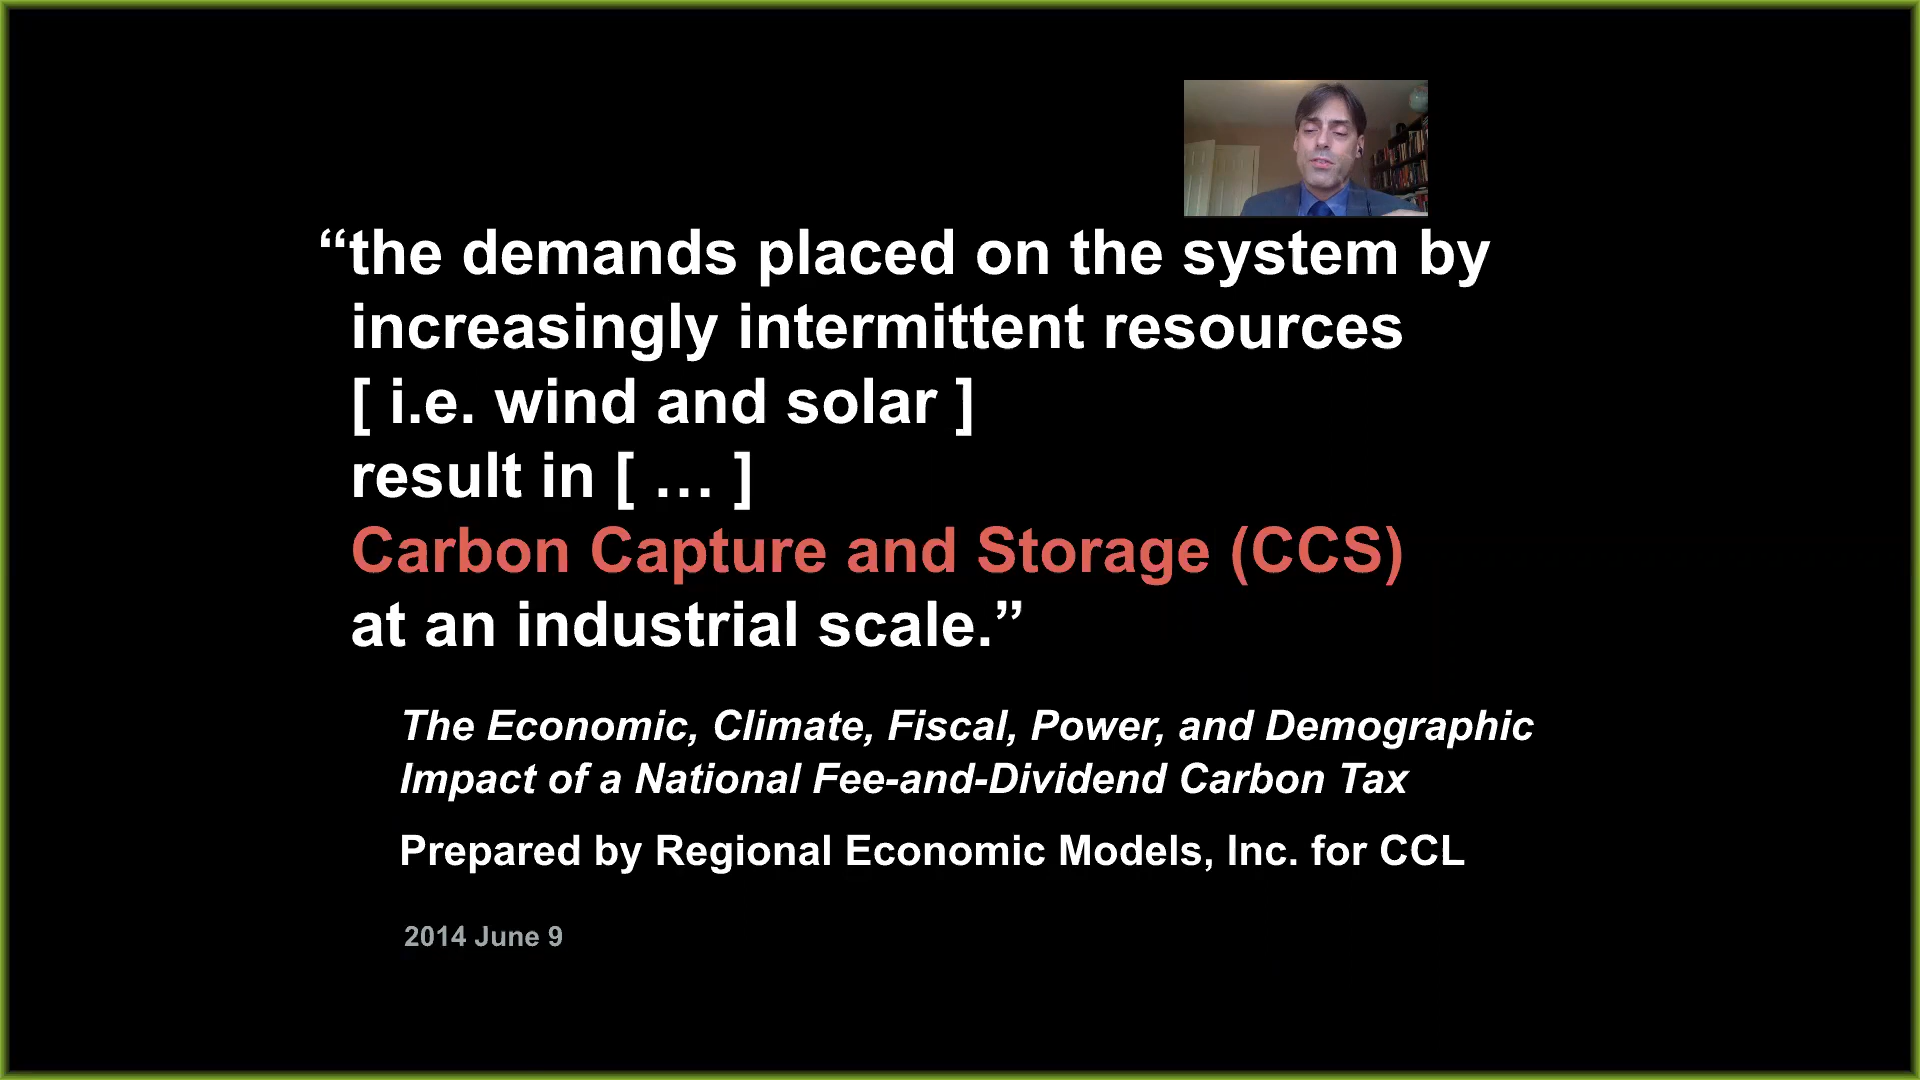 “the demands placed on the system by
increasingly intermittent resources
[ i.e. wind and solar ]
result in [ … ]
Carbon Capture and Storage (CCS)
at an industrial scale.”
The Economic, Climate, Fiscal, Power, and Demographic
Impact of a National Fee-and-Dividend Carbon Tax
Prepared by Regional Economic Models, Inc. for CCL
2014 June 9